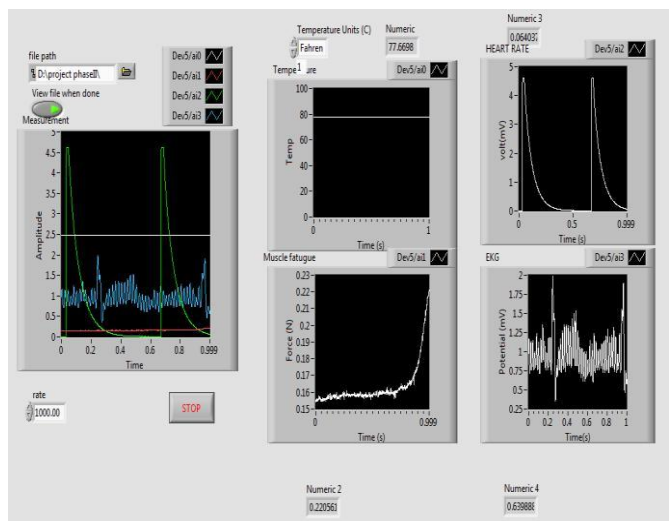 file path
D:\project phaseII\
View file when done
Measurement
Dev5/ai0
Dev5/ai1
Dev5/ai2
Dev5/ai3
Amplitude
5
4.5
4
3.5
3
2.5
2
1.5
1
0.5
0
0 0.2 0.4 0.6 0.8 0.999
Time
rate
1000.00
STOP
Temperature Units (C)
Fahren
1
Numeric
77.6698
Tempe ure
Dev5/ai0
Temp
100
80
60
40
20
0
0 1
Time (s)
Numeric 3
HEART RATE
Dev5/ai2
volt(mV)
5
4
3
2
1
0
0 0.5 0.999
Time (s)
Muscle fatugue
Dev5/ai1
Force (N)
0.23
0.22
0.21
0.2
0.19
0.18
0.17
0.16
0.15
0 0.999
Time (s)
Numeric 2
EKG
Dev5/ai3
Potential (mV)
2
1.75
1.5
1.25
1
0.75
0.5
0.25
0 0.2 0.4 0.6 0.8 1
Time(s)
Numeric 4